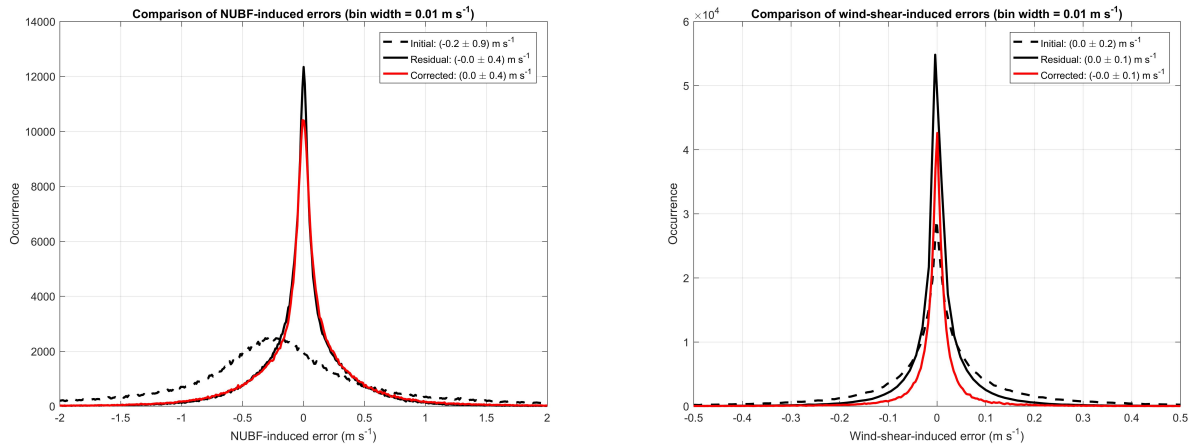 Comparison of NUBF-induced errors (bin width = 0.01 m s⁻¹)
14000
12000
10000
8000
6000
4000
2000
0
Occurrence
Initial: (-0.2 ± 0.9) m s⁻¹
Residual: (-0.0 ± 0.4) m s⁻¹
Corrected: (0.0 ± 0.4) m s⁻¹
-2 -1.5 -1 -0.5 0 0.5 1 1.5 2
NUBF-induced error (m s⁻¹)
×10⁴
Comparison of wind-shear-induced errors (bin width = 0.01 m s⁻¹)
6
5
4
3
2
1
0
Occurrence
Initial: (0.0 ± 0.2) m s⁻¹
Residual: (0.0 ± 0.1) m s⁻¹
Corrected: (-0.0 ± 0.1) m s⁻¹
-0.5 -0.4 -0.3 -0.2 -0.1 0 0.1 0.2 0.3 0.4 0.5
Wind-shear-induced error (m s⁻¹)